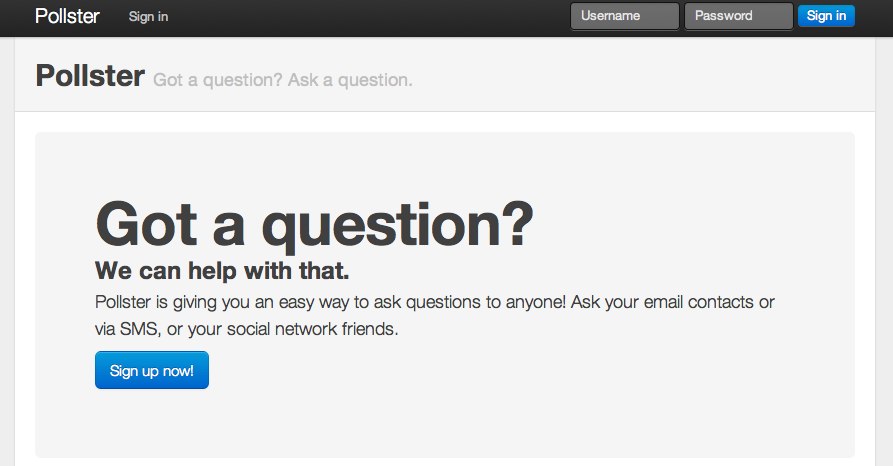 Pollster Sign in Username Password Sign in
Pollster Got a question? Ask a question.
Got a question?
We can help with that.
Pollster is giving you an easy way to ask questions to anyone! Ask your email contacts or
via SMS, or your social network friends.
Sign up now!